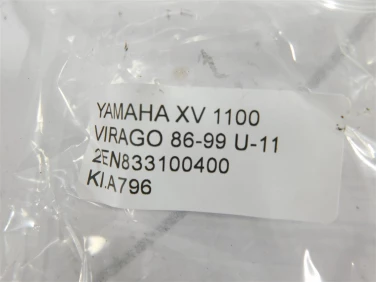 YAMAHA XV 1100
VIRAGO 86-99 U-11
2EN833100400
KI.A796